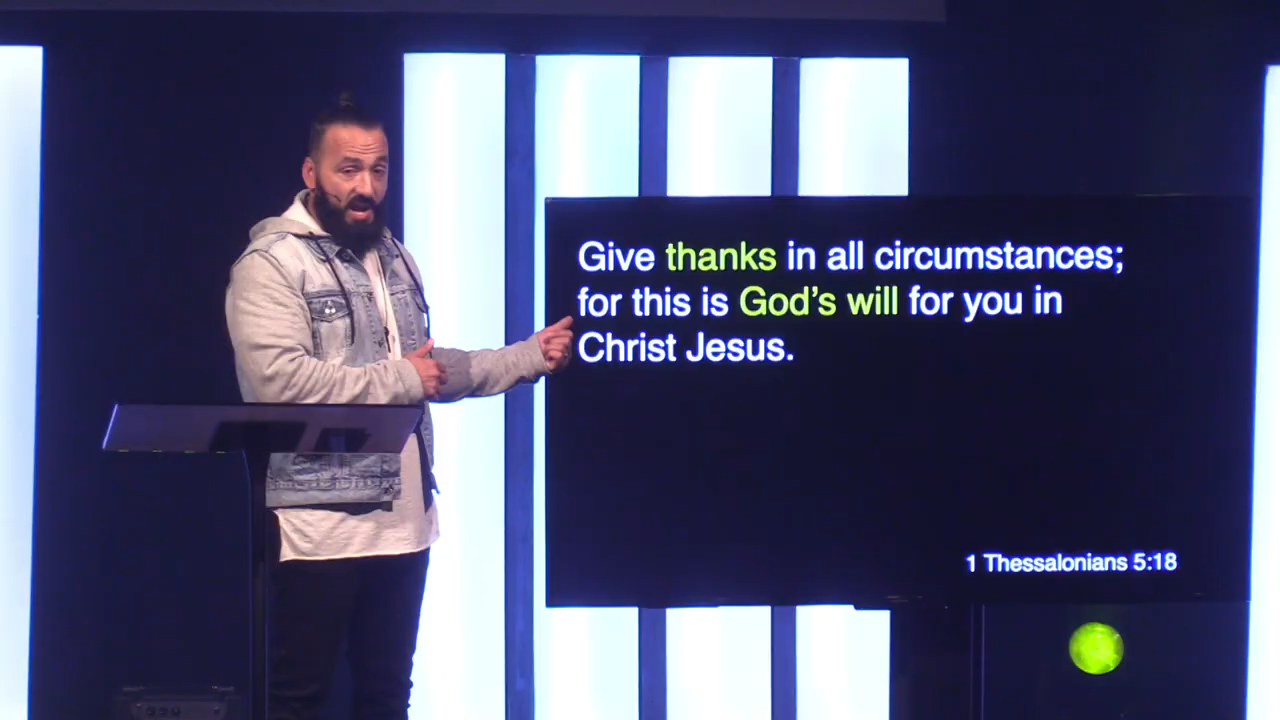 Give thanks in all circumstances;
for this is God’s will for you in
Christ Jesus.
1 Thessalonians 5:18